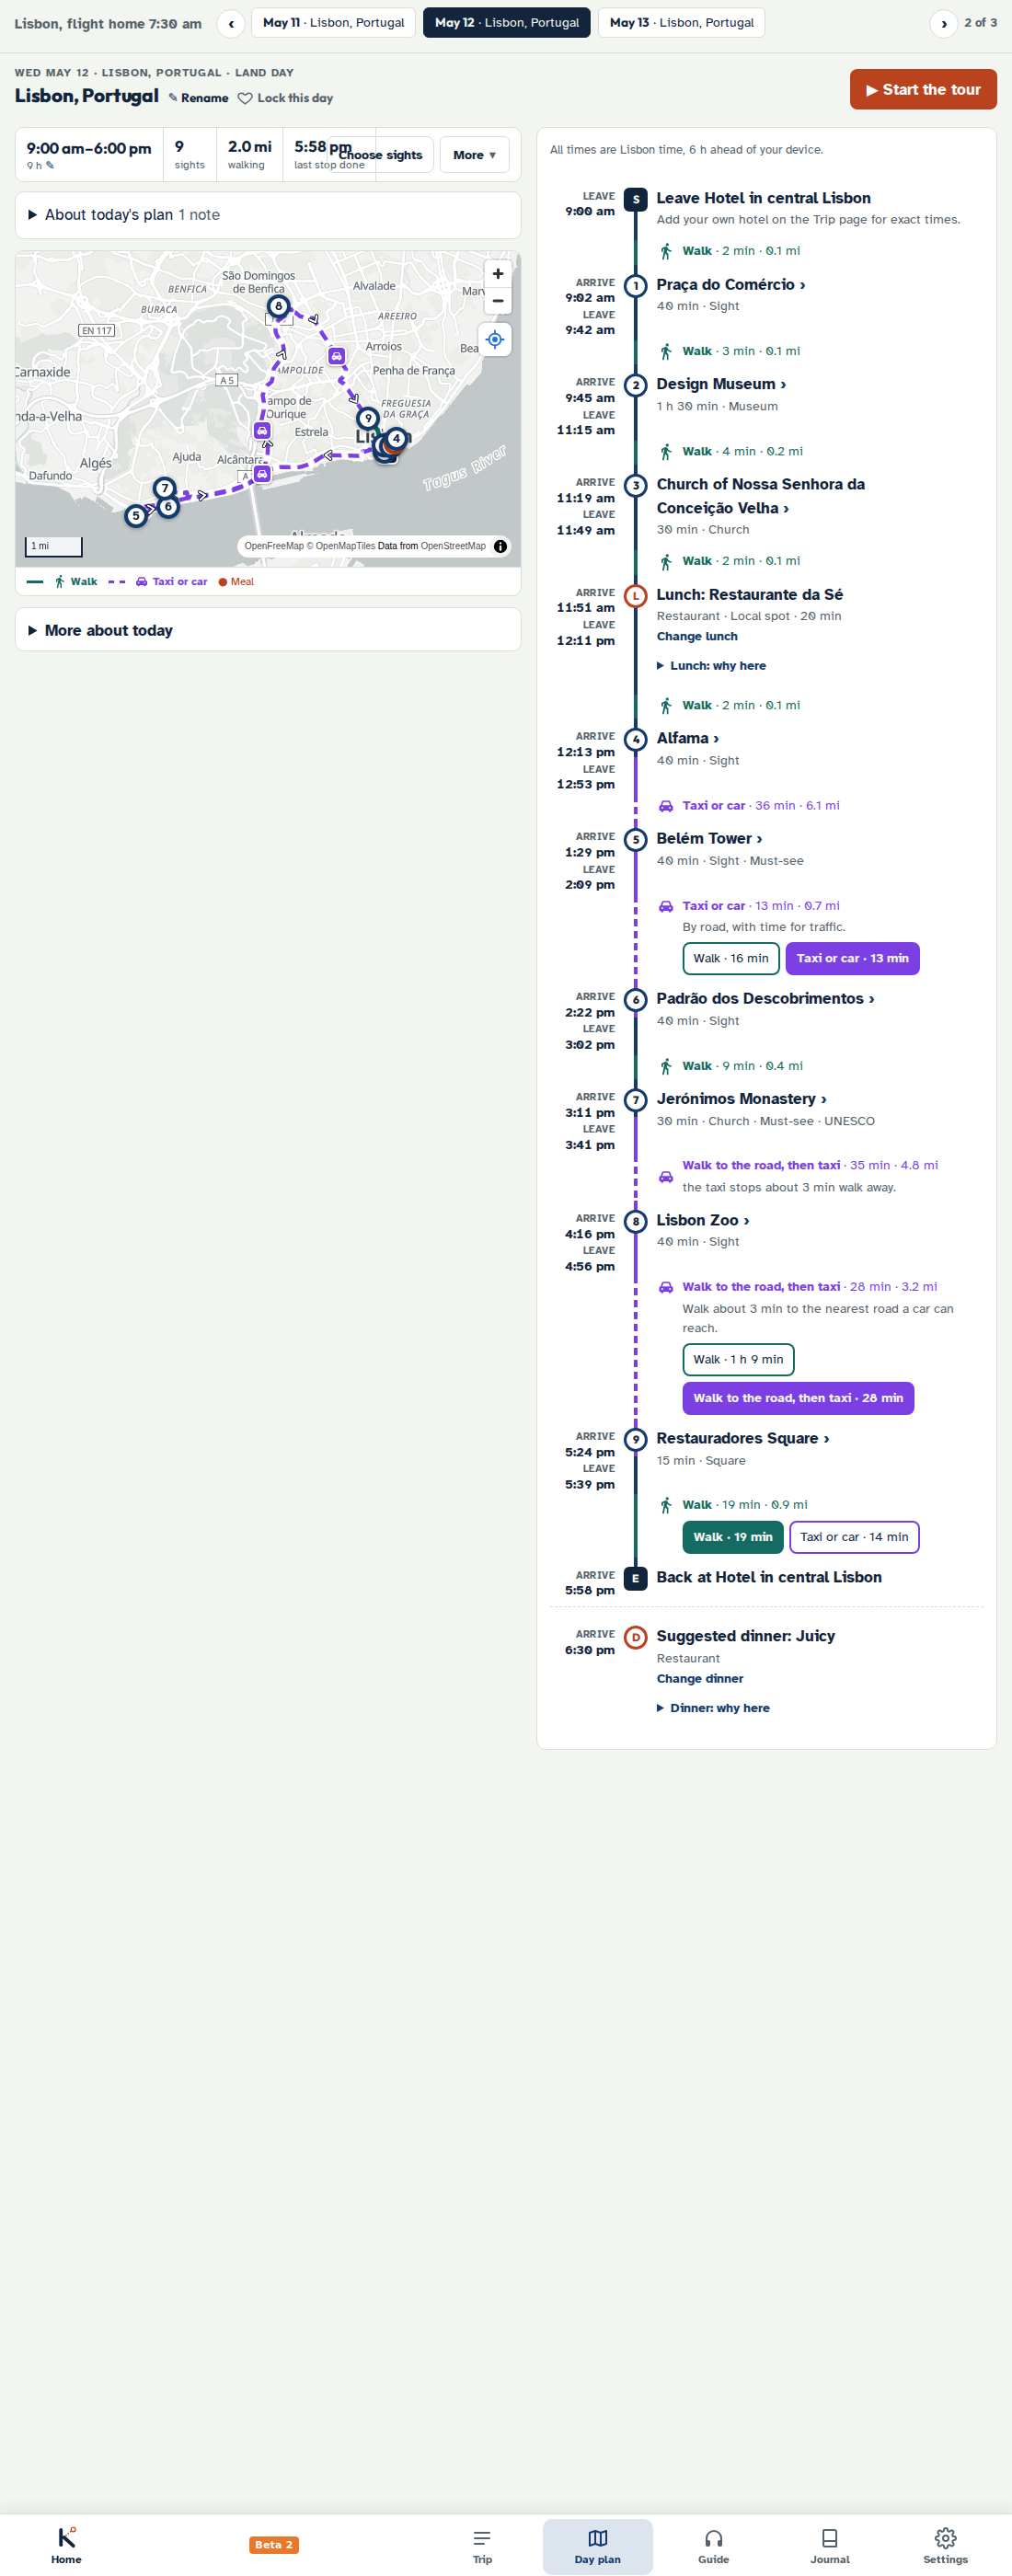 Lisbon, flight home 7:30 am
‹
May 11 · Lisbon, Portugal
May 12 · Lisbon, Portugal
May 13 · Lisbon, Portugal
›
2 of 3
WED MAY 12 · LISBON, PORTUGAL · LAND DAY
Lisbon, Portugal
✎ Rename
Lock this day
▶ Start the tour
9:00 am–6:00 pm
9 h ✎
9
sights
2.0 mi
walking
5:58 pm
last stop done
Choose sights
More ▾
▶ About today's plan 1 note
São Domingos
de Benfica
Alvalade
BENFICA
BURACA
AREEIRO
EN 117
Arroios
Penha de França
A 5
FREGUESIA
DA GRAÇA
Estrela
Ajuda
Algés
Dafundo
Tagus River
8
9
4
7
6
5
+
−
1 mi
OpenFreeMap © OpenMapTiles Data from OpenStreetMap
Walk
Taxi or car
Meal
▶ More about today
All times are Lisbon time, 6 h ahead of your device.
LEAVE
9:00 am
S
Leave Hotel in central Lisbon
Add your own hotel on the Trip page for exact times.
Walk · 2 min · 0.1 mi
ARRIVE
9:02 am
LEAVE
9:42 am
1
Praça do Comércio ›
40 min · Sight
Walk · 3 min · 0.1 mi
ARRIVE
9:45 am
LEAVE
11:15 am
2
Design Museum ›
1 h 30 min · Museum
Walk · 4 min · 0.2 mi
ARRIVE
11:19 am
LEAVE
11:49 am
3
Church of Nossa Senhora da
Conceição Velha ›
30 min · Church
Walk · 2 min · 0.1 mi
ARRIVE
11:51 am
LEAVE
12:11 pm
L
Lunch: Restaurante da Sé
Restaurant · Local spot · 20 min
Change lunch
▶ Lunch: why here
Walk · 2 min · 0.1 mi
ARRIVE
12:13 pm
LEAVE
12:53 pm
4
Alfama ›
40 min · Sight
Taxi or car · 36 min · 6.1 mi
ARRIVE
1:29 pm
LEAVE
2:09 pm
5
Belém Tower ›
40 min · Sight · Must-see
Taxi or car · 13 min · 0.7 mi
By road, with time for traffic.
Walk · 16 min
Taxi or car · 13 min
ARRIVE
2:22 pm
LEAVE
3:02 pm
6
Padrão dos Descobrimentos ›
40 min · Sight
Walk · 9 min · 0.4 mi
ARRIVE
3:11 pm
LEAVE
3:41 pm
7
Jerónimos Monastery ›
30 min · Church · Must-see · UNESCO
Walk to the road, then taxi · 35 min · 4.8 mi
the taxi stops about 3 min walk away.
ARRIVE
4:16 pm
LEAVE
4:56 pm
8
Lisbon Zoo ›
40 min · Sight
Walk to the road, then taxi · 28 min · 3.2 mi
Walk about 3 min to the nearest road a car can
reach.
Walk · 1 h 9 min
Walk to the road, then taxi · 28 min
ARRIVE
5:24 pm
LEAVE
5:39 pm
9
Restauradores Square ›
15 min · Square
Walk · 19 min · 0.9 mi
Walk · 19 min
Taxi or car · 14 min
ARRIVE
5:58 pm
E
Back at Hotel in central Lisbon
ARRIVE
6:30 pm
D
Suggested dinner: Juicy
Restaurant
Change dinner
▶ Dinner: why here
Home
Beta 2
Trip
Day plan
Guide
Journal
Settings